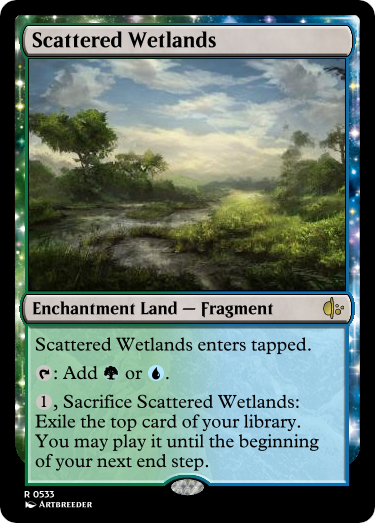 Scattered Wetlands
Enchantment Land — Fragment
Scattered Wetlands enters tapped.
: Add or .
1, Sacrifice Scattered Wetlands:
Exile the top card of your library.
You may play it until the beginning
of your next end step.
R 0533
Artbreeder